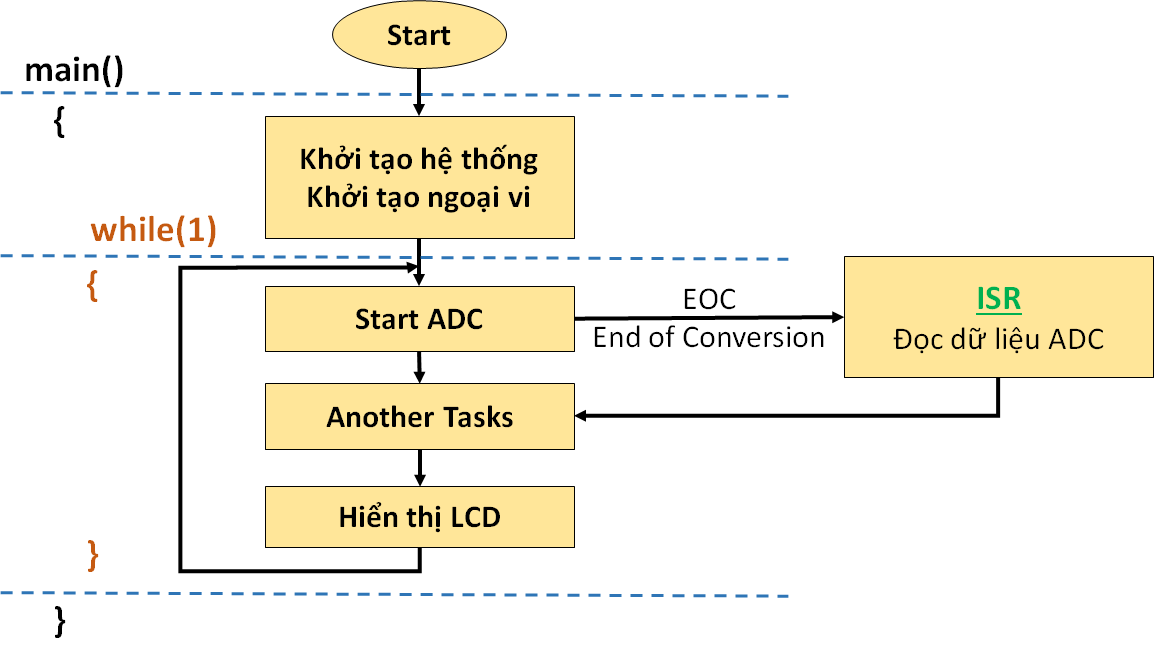 Start
main()
{
Khởi tạo hệ thống
Khởi tạo ngoại vi
while(1)
{
Start ADC
EOC
End of Conversion
ISR
Đọc dữ liệu ADC
Another Tasks
Hiển thị LCD
}
}